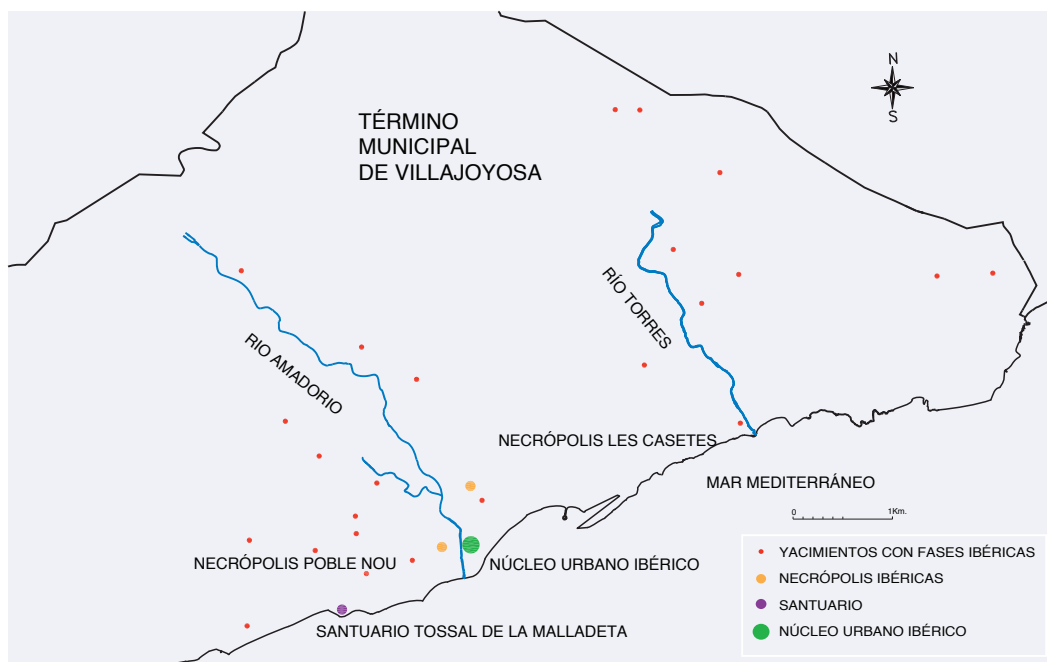 N
S
TÉRMINO
MUNICIPAL
DE VILLAJOYOSA
RÍO TORRES
RIO AMADORIO
NECRÓPOLIS LES CASETES
MAR MEDITERRÁNEO
0
1Km.
NECRÓPOLIS POBLE NOU
NÚCLEO URBANO IBÉRICO
SANTUARIO TOSSAL DE LA MALLADETA
YACIMIENTOS CON FASES IBÉRICAS
NECRÓPOLIS IBÉRICAS
SANTUARIO
NÚCLEO URBANO IBÉRICO